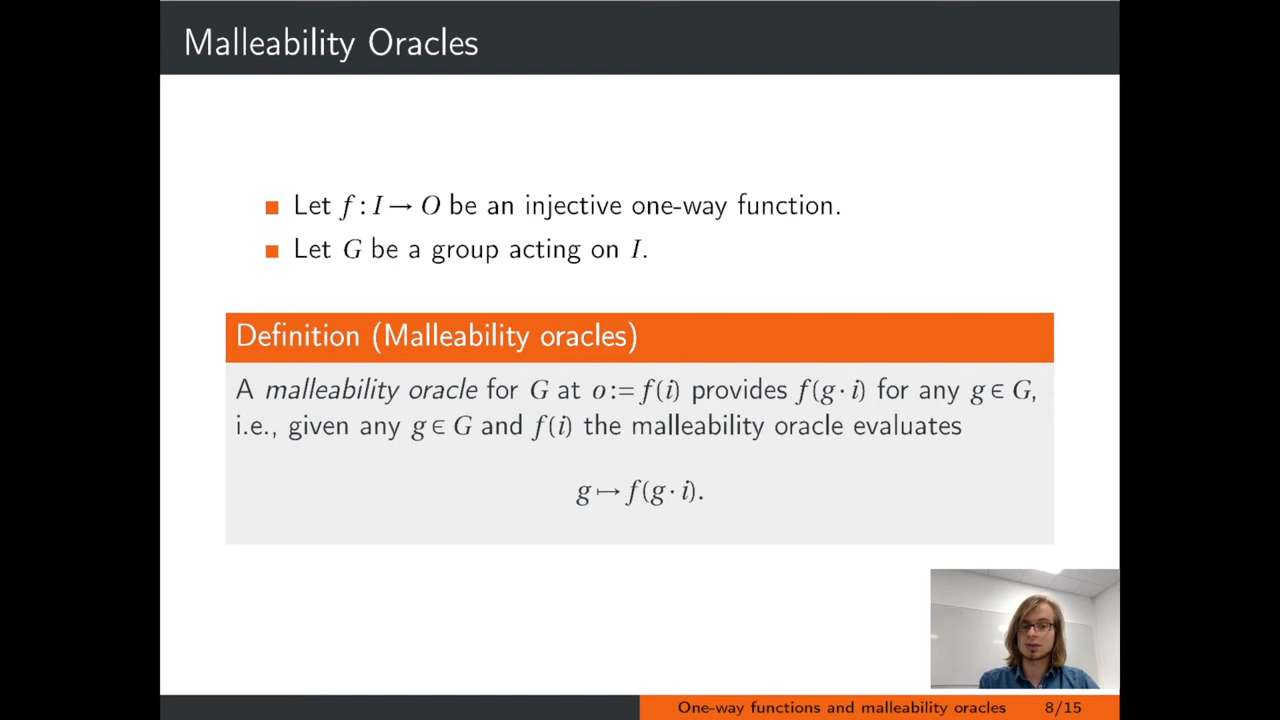 Malleability Oracles
Let f : I → O be an injective one-way function.
Let G be a group acting on I.
Definition (Malleability oracles)
A malleability oracle for G at o := f(i) provides f(g · i) for any g ∈ G,
i.e., given any g ∈ G and f(i) the malleability oracle evaluates
g ↦ f(g · i).
One-way functions and malleability oracles 8/15